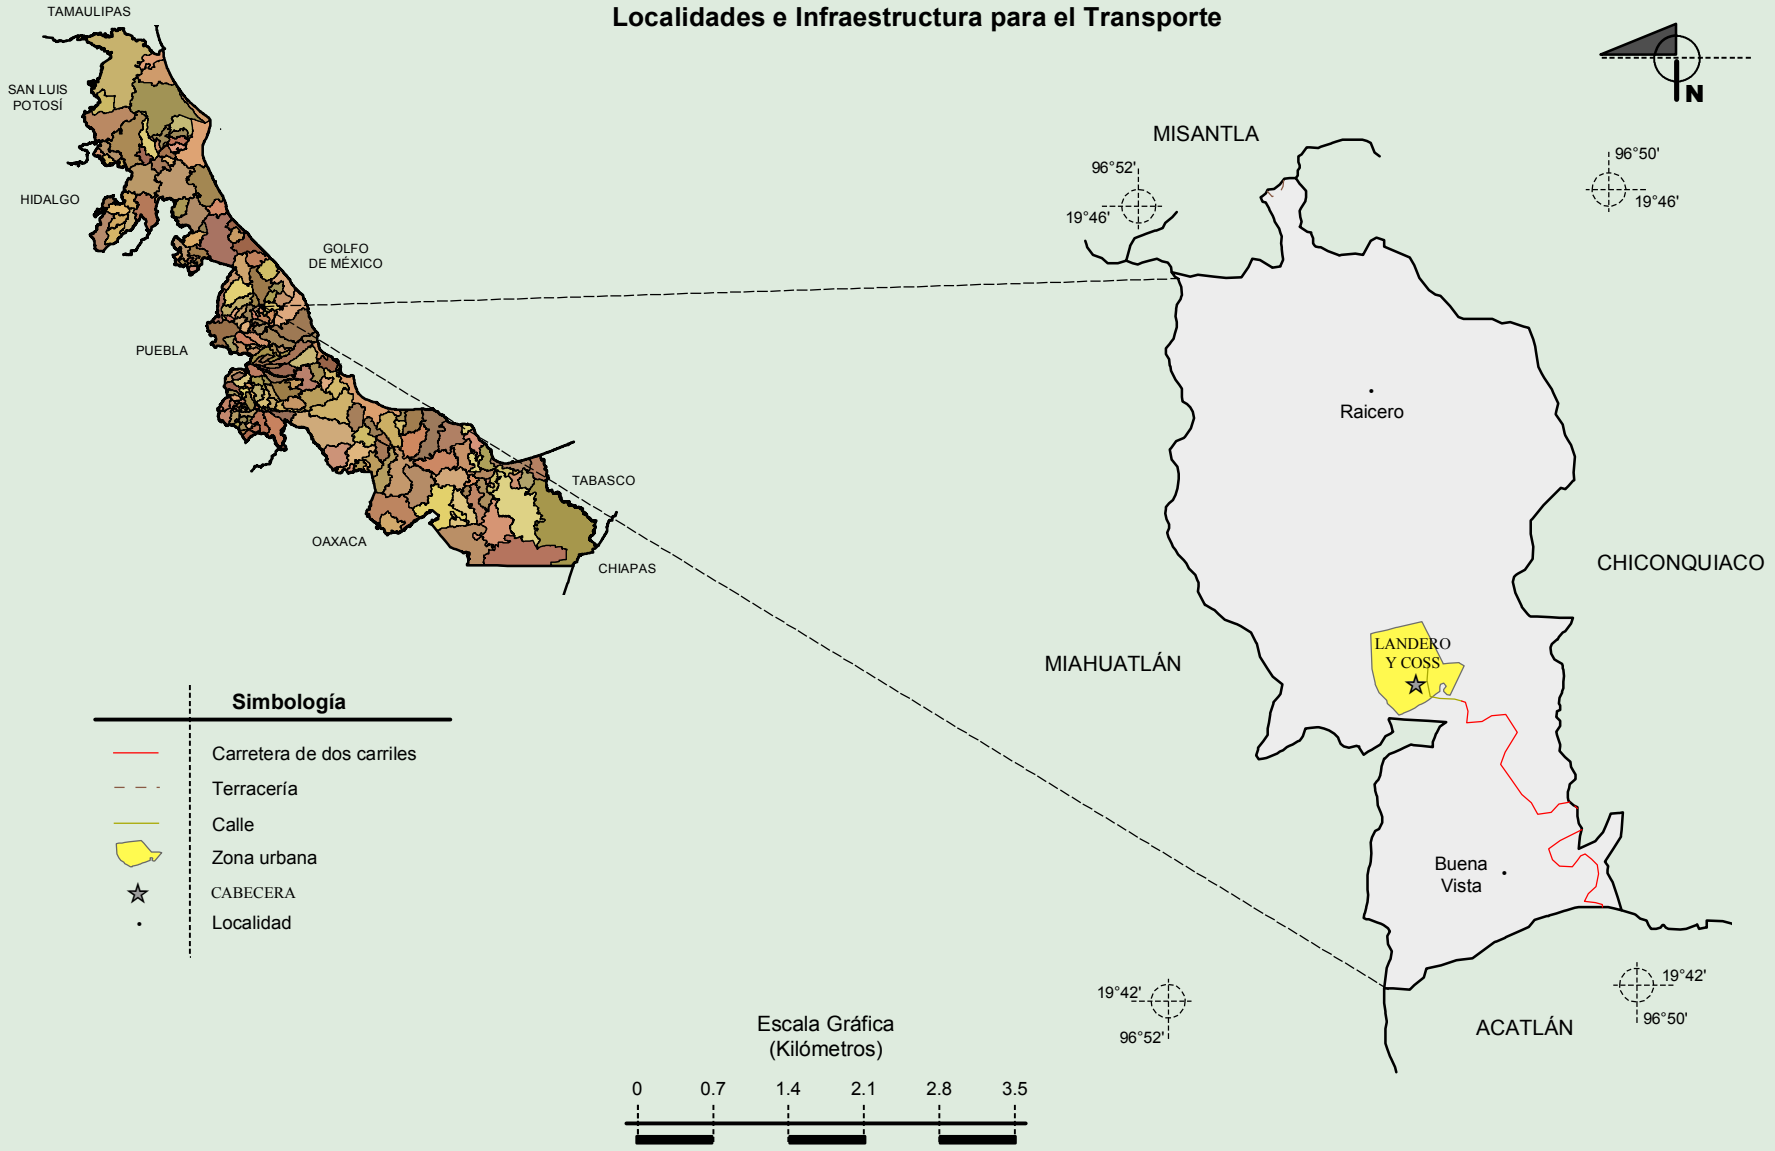 Localidades e Infraestructura para el Transporte
TAMAULIPAS
SAN LUIS
POTOSÍ
HIDALGO
GOLFO
DE MÉXICO
PUEBLA
TABASCO
OAXACA
CHIAPAS
N
MISANTLA
96°52'
19°46'
96°50'
19°46'
Raicero
CHICONQUIACO
LANDERO
Y COSS
MIAHUATLÁN
Buena
Vista
19°42'
96°52'
19°42'
96°50'
ACATLÁN
Simbología
Carretera de dos carriles
Terracería
Calle
Zona urbana
CABECERA
Localidad
Escala Gráfica
(Kilómetros)
0 0.7 1.4 2.1 2.8 3.5